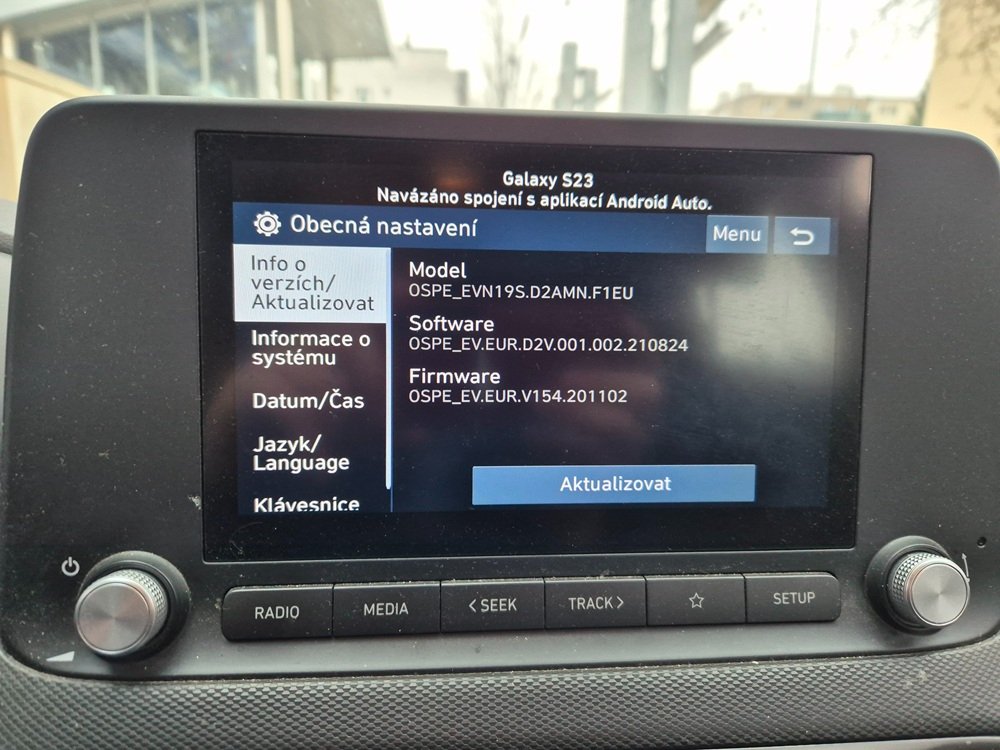 Galaxy S23
Navázáno spojení s aplikací Android Auto.
Obecná nastavení
Menu
Info o
verzích/
Aktualizovat
Informace o
systému
Datum/Čas
Jazyk/
Language
Klávesnice
Model
OSPE_EVN19S.D2AMN.F1EU
Software
OSPE_EV.EUR.D2V.001.002.210824
Firmware
OSPE_EV.EUR.V154.201102
Aktualizovat
RADIO
MEDIA
<SEEK
TRACK>
SETUP